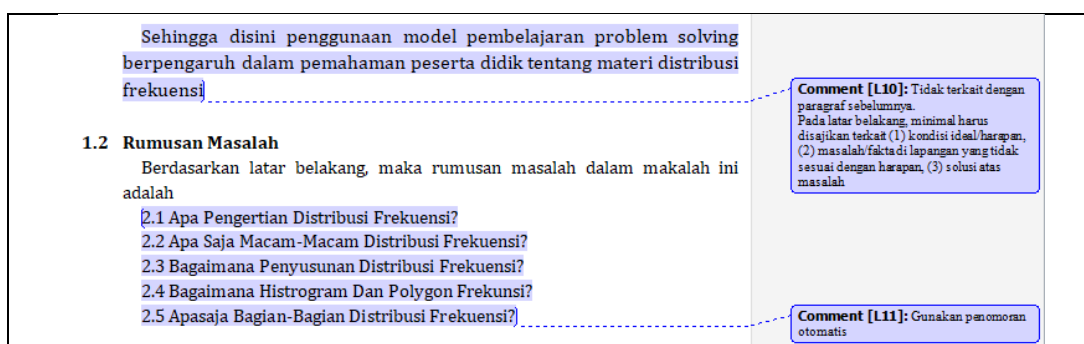 Sehingga disini penggunaan model pembelajaran problem solving
berpengaruh dalam pemahaman peserta didik tentang materi distribusi
frekuensi
Comment [L10]: Tidak terkait dengan
paragraf sebelumnya.
Pada latar belakang, minimal harus
disajikan terkait (1) kondisi ideal/harapan,
(2) masalah/fakta di lapangan yang tidak
sesuai dengan harapan, (3) solusi atas
masalah
1.2 Rumusan Masalah
Berdasarkan latar belakang, maka rumusan masalah dalam makalah ini
adalah
2.1 Apa Pengertian Distribusi Frekuensi?
2.2 Apa Saja Macam-Macam Distribusi Frekuensi?
2.3 Bagaimana Penyusunan Distribusi Frekuensi?
2.4 Bagaimana Histrogram Dan Polygon Frekunsi?
2.5 Apasaja Bagian-Bagian Distribusi Frekuensi?
Comment [L11]: Gunakan penomoran
otomatis